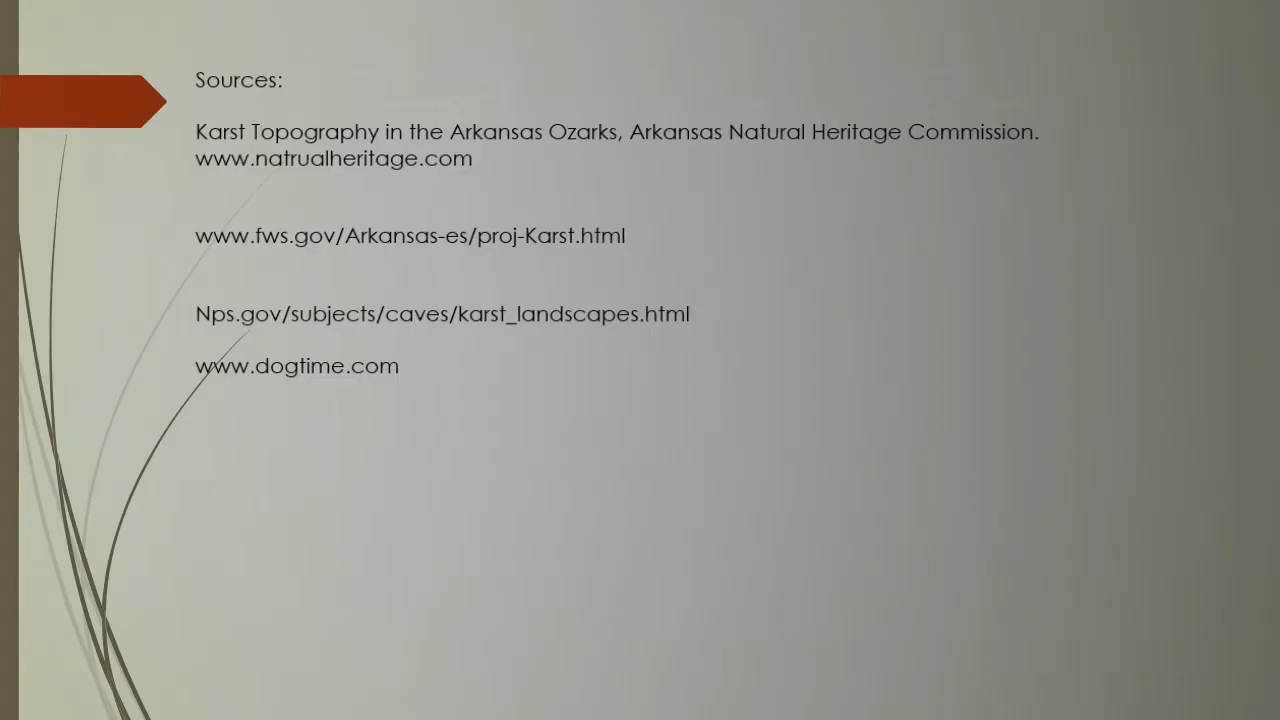 Sources:
Karst Topography in the Arkansas Ozarks, Arkansas Natural Heritage Commission.
www.natrualheritage.com
www.fws.gov/Arkansas-es/proj-Karst.html
Nps.gov/subjects/caves/karst_landscapes.html
www.dogtime.com